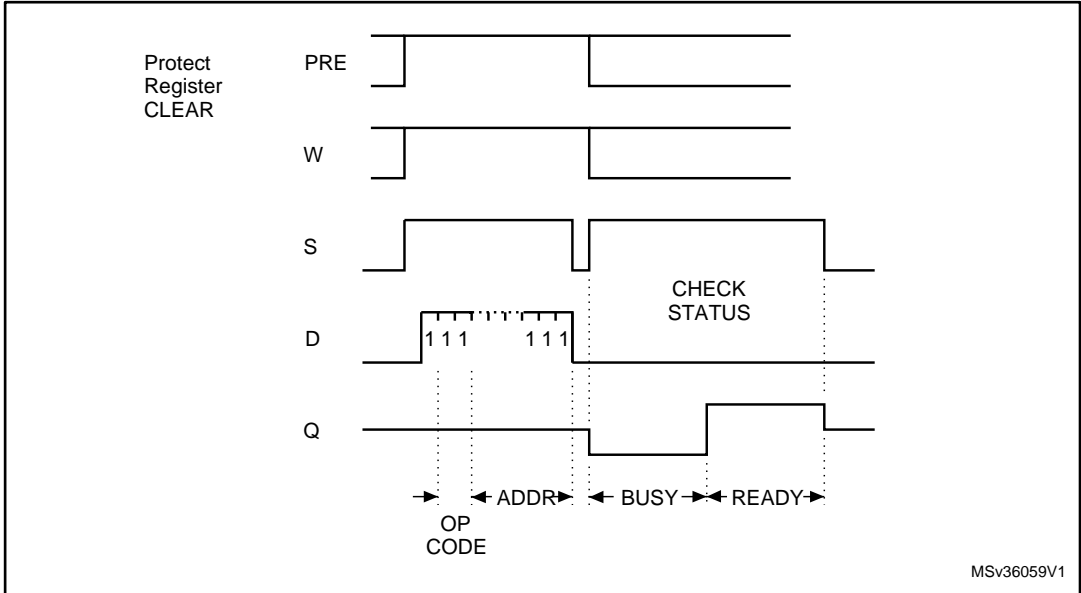 Protect
Register
CLEAR
PRE
W
S
CHECK
STATUS
D
1 1 1 1 1 1
Q
ADDR BUSY READY
OP
CODE
MSv36059V1